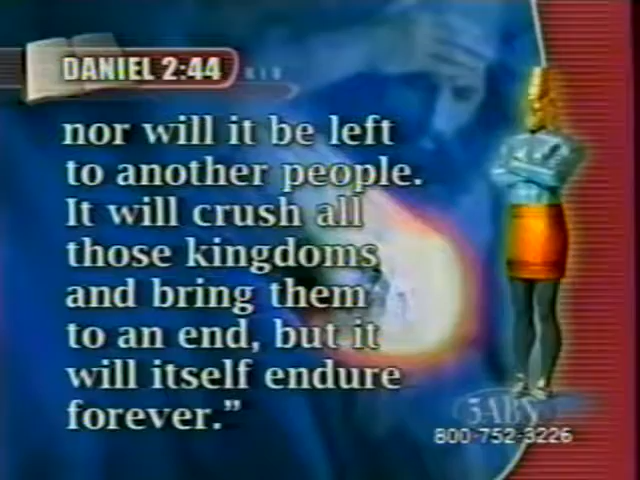 DANIEL 2:44
nor will it be left
to another people.
It will crush all
those kingdoms
and bring them
to an end, but it
will itself endure
forever.”
3ABN
800-752-3226